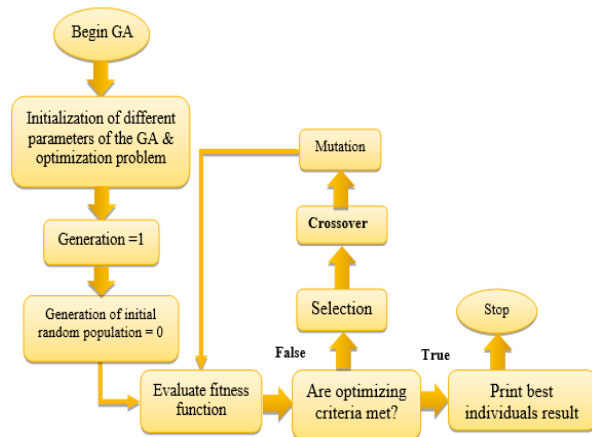 Begin GA
Initialization of different
parameters of the GA &
optimization problem
Generation =1
Generation of initial
random population = 0
Evaluate fitness
function
Are optimizing
criteria met?
False
Selection
Crossover
Mutation
True
Print best
individuals result
Stop